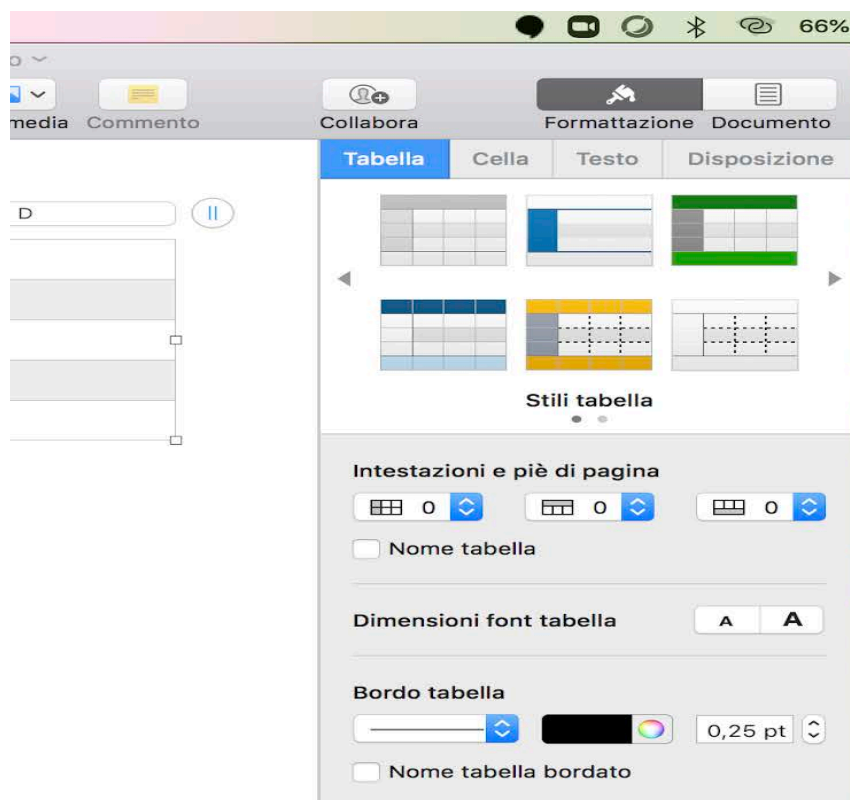 66%
media Commento Collabora Formattazione Documento
Tabella Cella Testo Disposizione
D
Stili tabella
Intestazioni e piè di pagina
0 0 0
Nome tabella
Dimensioni font tabella A A
Bordo tabella
0,25 pt
Nome tabella bordato